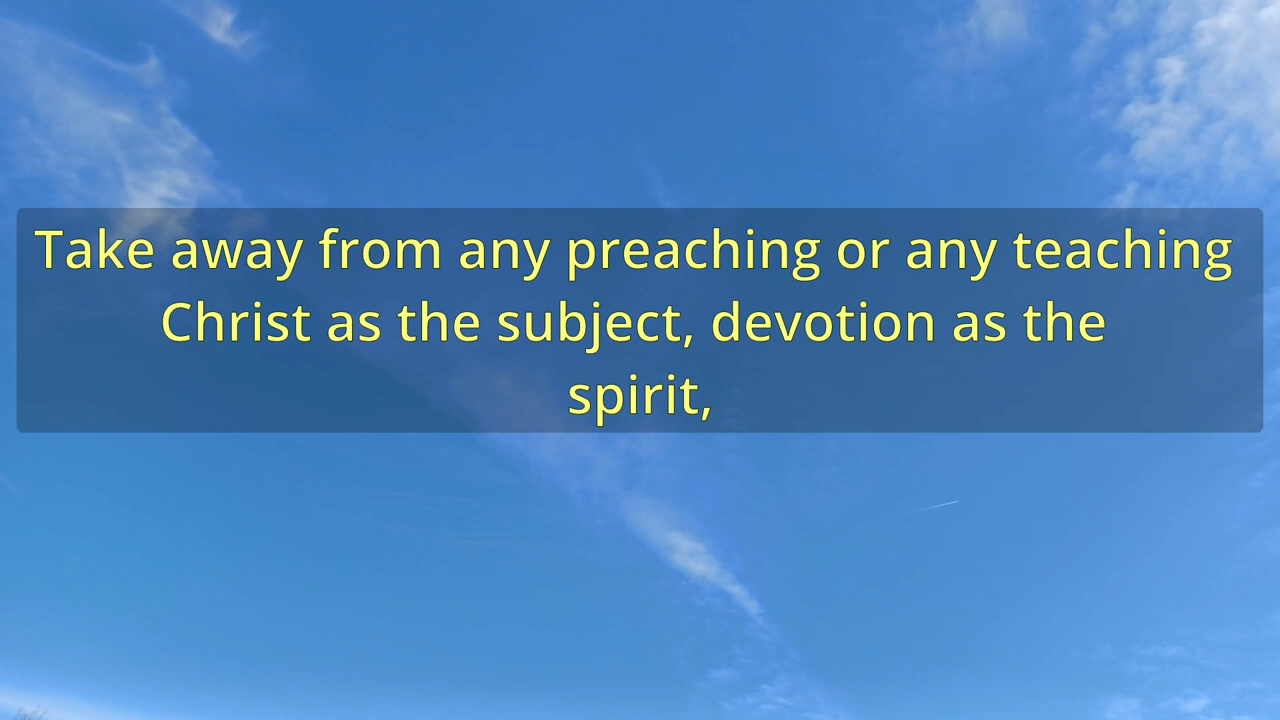 Take away from any preaching or any teaching
Christ as the subject, devotion as the
spirit,